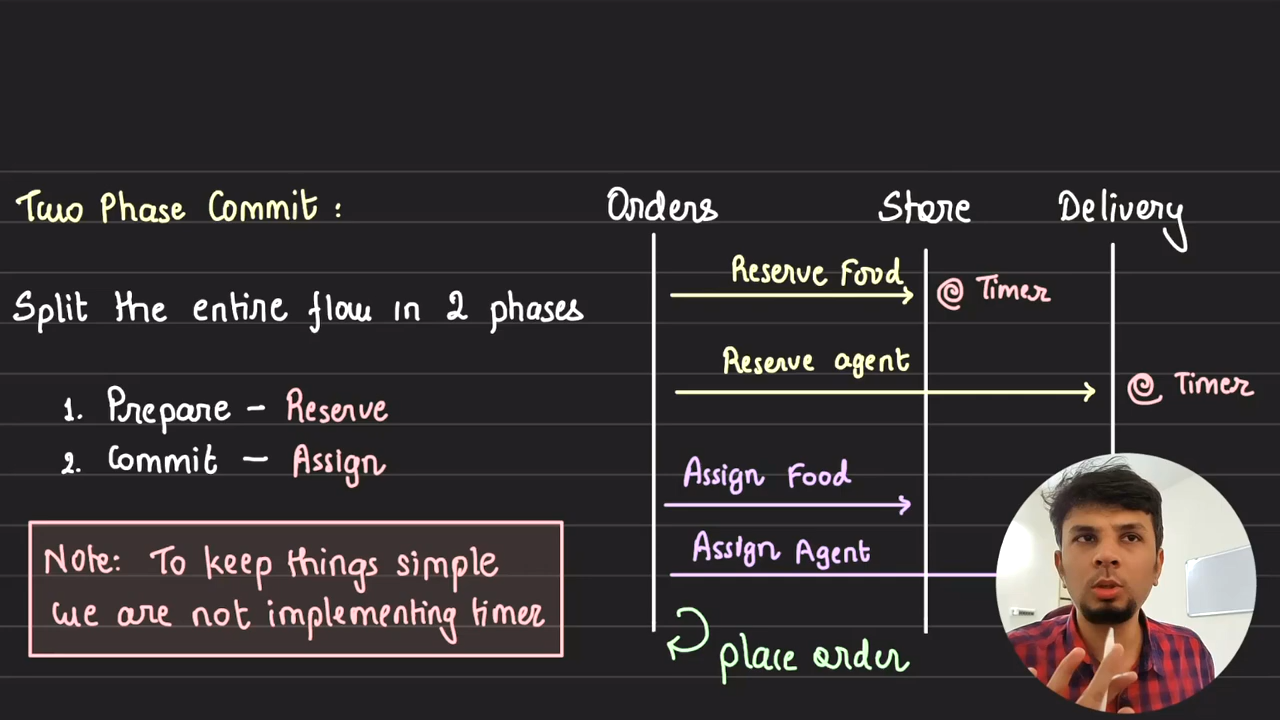 Two Phase Commit :
Split the entire flow in 2 phases
1. Prepare - Reserve
2. Commit - Assign
Note: To keep things simple
we are not implementing timer
Orders
Store
Delivery
Reserve Food
@ Timer
Reserve agent
@ Timer
Assign Food
Assign Agent
place order